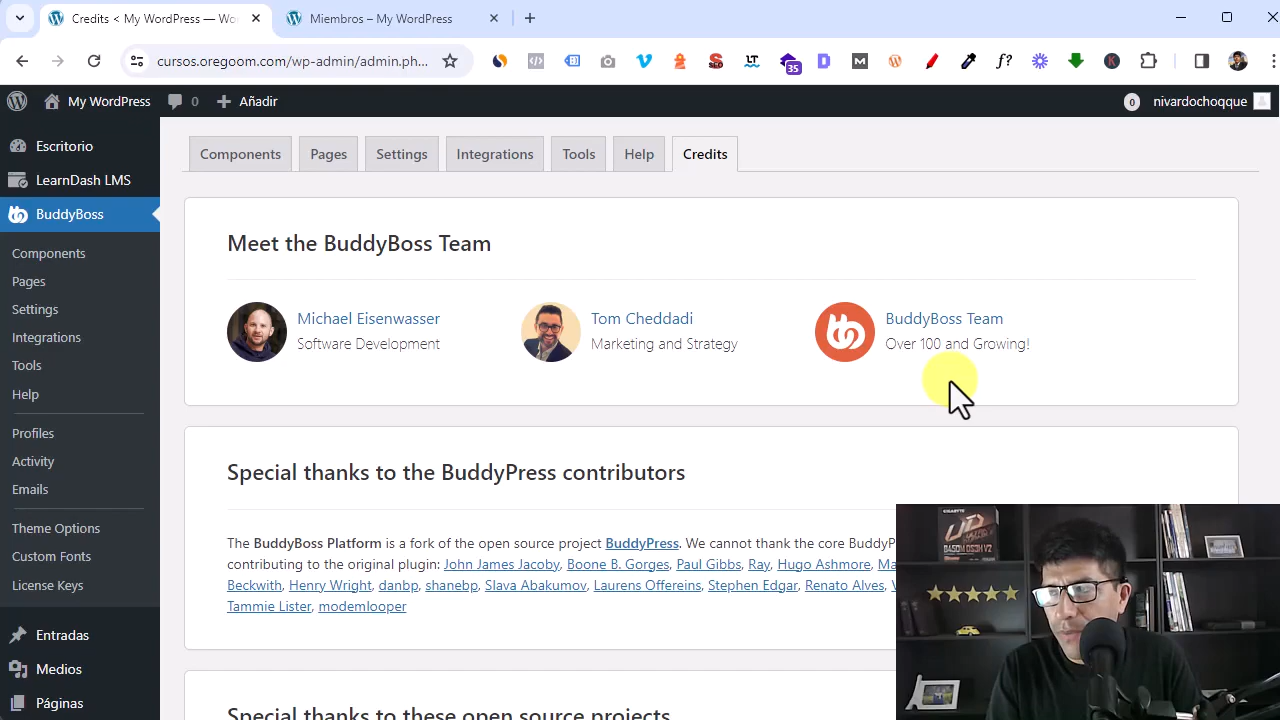 Credits < My WordPress — Wo
Miembros – My WordPress
cursos.oregoom.com/wp-admin/admin.ph...
35
My WordPress
0
Añadir
0
nivardochoqque
Escritorio
LearnDash LMS
BuddyBoss
Components
Pages
Settings
Integrations
Tools
Help
Profiles
Activity
Emails
Theme Options
Custom Fonts
License Keys
Entradas
Medios
Páginas
Components
Pages
Settings
Integrations
Tools
Help
Credits
Meet the BuddyBoss Team
Michael Eisenwasser
Software Development
Tom Cheddadi
Marketing and Strategy
BuddyBoss Team
Over 100 and Growing!
Special thanks to the BuddyPress contributors
The BuddyBoss Platform is a fork of the open source project BuddyPress. We cannot thank the core BuddyP
contributing to the original plugin: John James Jacoby, Boone B. Gorges, Paul Gibbs, Ray, Hugo Ashmore, Ma
Beckwith, Henry Wright, danbp, shanebp, Slava Abakumov, Laurens Offereins, Stephen Edgar, Renato Alves,
Tammie Lister, modemlooper
Special thanks to these open source projects
GIGABYTE
UD
B450M DS3H V2